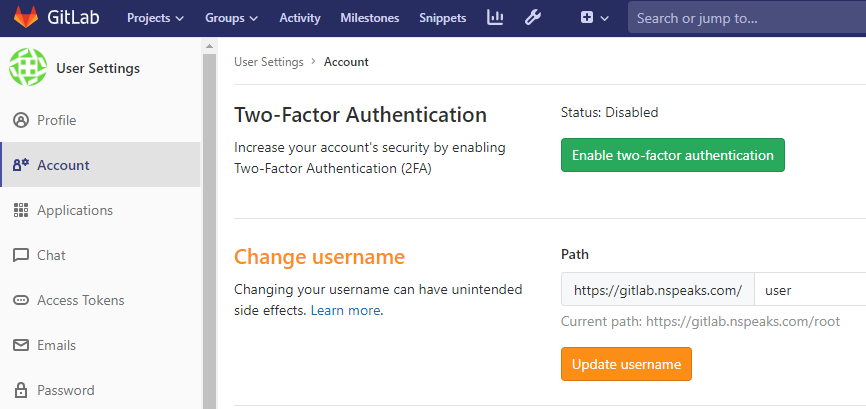 GitLab Projects Groups Activity Milestones Snippets Search or jump to...
User Settings
Profile
Account
Applications
Chat
Access Tokens
Emails
Password
User Settings > Account
Two-Factor Authentication
Increase your account's security by enabling
Two-Factor Authentication (2FA)
Status: Disabled
Enable two-factor authentication
Change username
Changing your username can have unintended
side effects. Learn more.
Path
https://gitlab.nspeaks.com/ user
Current path: https://gitlab.nspeaks.com/root
Update username